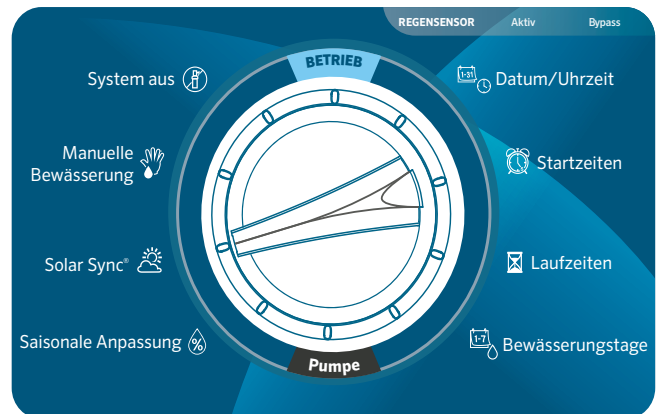 REGENSENSOR Aktiv Bypass
BETRIEB
System aus
Datum/Uhrzeit
1-31
Manuelle
Bewässerung
Startzeiten
Solar Sync®
Laufzeiten
Saisonale Anpassung
%
1-7
Bewässerungstage
Pumpe